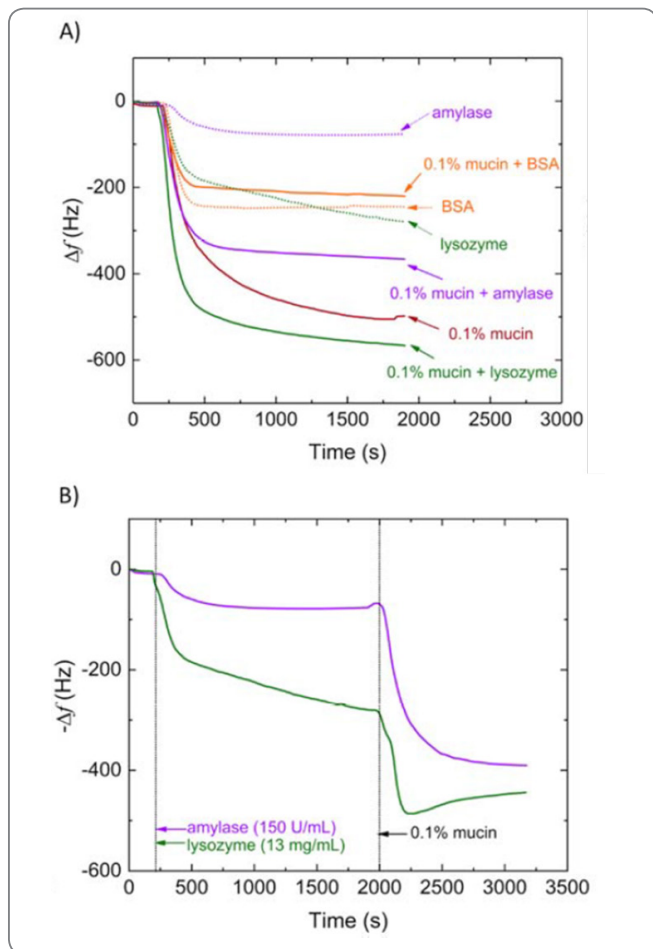 A)
0
-200
-400
-600
Δf (Hz)
amylase
0.1% mucin + BSA
BSA
lysozyme
0.1% mucin + amylase
0.1% mucin
0.1% mucin + lysozyme
0 500 1000 1500 2000 2500 3000
Time (s)
B)
0
-200
-400
-600
-Δf (Hz)
amylase (150 U/mL)
lysozyme (13 mg/mL)
0.1% mucin
0 500 1000 1500 2000 2500 3000 3500
Time (s)